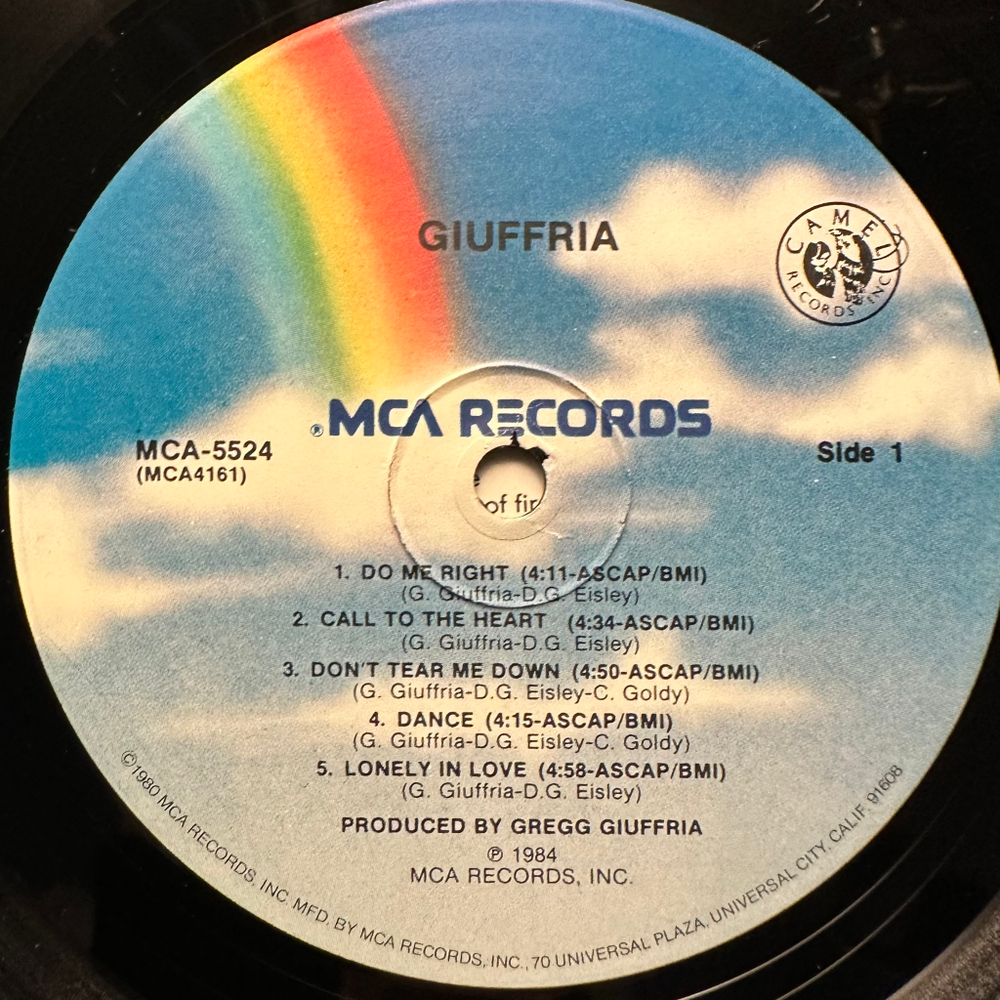 GIUFFRIA
CAMEL
RECORDS INC
® MCA RECORDS
MCA-5524
(MCA4161)
Side 1
of fir
1. DO ME RIGHT (4:11-ASCAP/BMI)
(G. Giuffria-D.G. Eisley)
2. CALL TO THE HEART (4:34-ASCAP/BMI)
(G. Giuffria-D.G. Eisley)
3. DON'T TEAR ME DOWN (4:50-ASCAP/BMI)
(G. Giuffria-D.G. Eisley-C. Goldy)
4. DANCE (4:15-ASCAP/BMI)
(G. Giuffria-D.G. Eisley-C. Goldy)
5. LONELY IN LOVE (4:58-ASCAP/BMI)
(G. Giuffria-D.G. Eisley)
PRODUCED BY GREGG GIUFFRIA
℗ 1984
MCA RECORDS, INC.
©1980 MCA RECORDS, INC. MFD. BY MCA RECORDS, INC., 70 UNIVERSAL PLAZA, UNIVERSAL CITY, CALIF. 91608